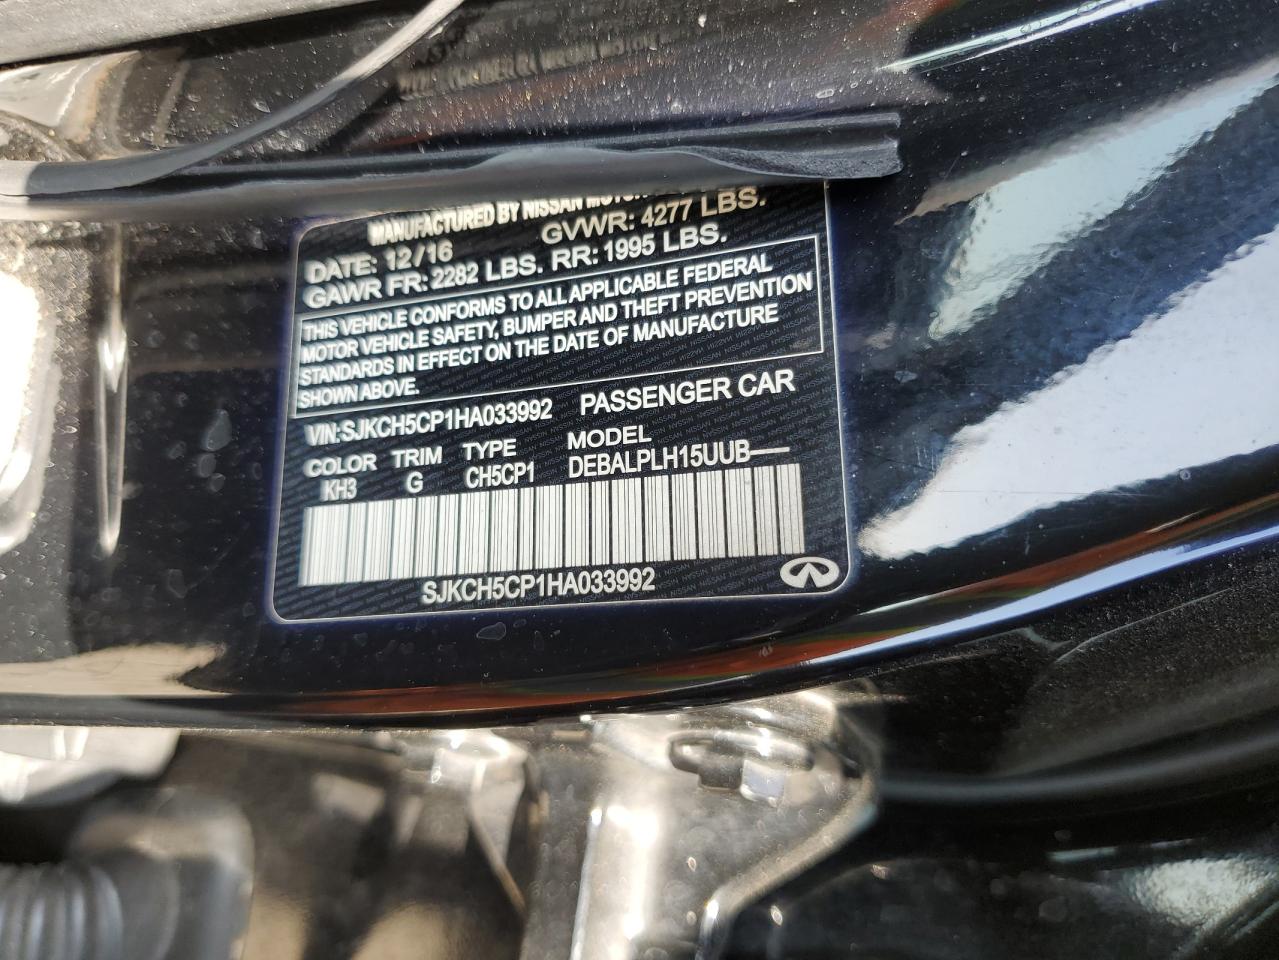 MANUFACTURED BY NISSAN MOTOR
DATE: 12/16 GVWR: 4277 LBS.
GAWR FR: 2282 LBS. RR: 1995 LBS.
THIS VEHICLE CONFORMS TO ALL APPLICABLE FEDERAL
MOTOR VEHICLE SAFETY, BUMPER AND THEFT PREVENTION
STANDARDS IN EFFECT ON THE DATE OF MANUFACTURE
SHOWN ABOVE.
VIN:SJKCH5CP1HA033992 PASSENGER CAR
COLOR TRIM TYPE MODEL
KH3 G CH5CP1 DEBALPLH15UUB——
SJKCH5CP1HA033992